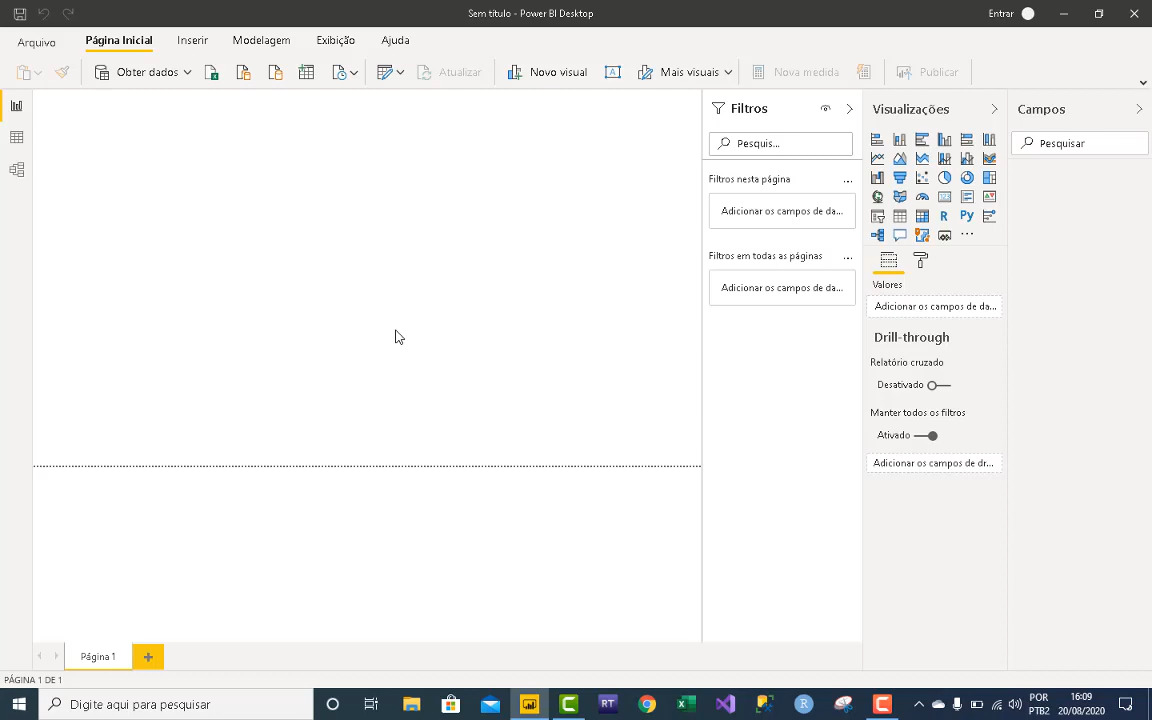 Sem título - Power BI Desktop
Entrar
Arquivo
Página Inicial
Inserir
Modelagem
Exibição
Ajuda
Obter dados
Atualizar
Novo visual
Mais visuais
Nova medida
Publicar
Filtros
Pesquis...
Filtros nesta página
...
Adicionar os campos de da...
Filtros em todas as páginas
...
Adicionar os campos de da...
Visualizações
R
Py
...
Valores
Adicionar os campos de da...
Drill-through
Relatório cruzado
Desativado
Manter todos os filtros
Ativado
Adicionar os campos de dr...
Campos
Pesquisar
Página 1
PÁGINA 1 DE 1
Digite aqui para pesquisar
RT
R
POR
PTB2
16:09
20/08/2020